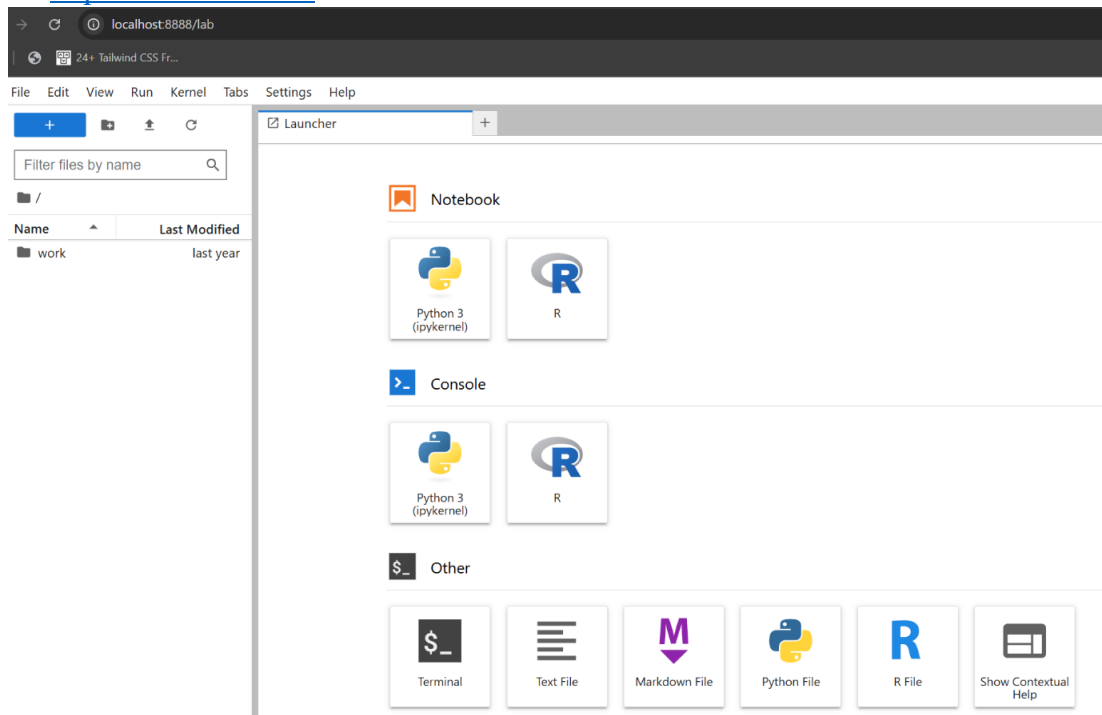 localhost:8888/lab
24+ Tailwind CSS Fr...
File Edit View Run Kernel Tabs Settings Help
+
Launcher +
Filter files by name
/
Name Last Modified
work last year
Notebook
Python 3
(ipykernel)
R
R
Console
Python 3
(ipykernel)
R
R
$_ Other
$_
Terminal
Text File
M
Markdown File
Python File
R
R File
Show Contextual
Help